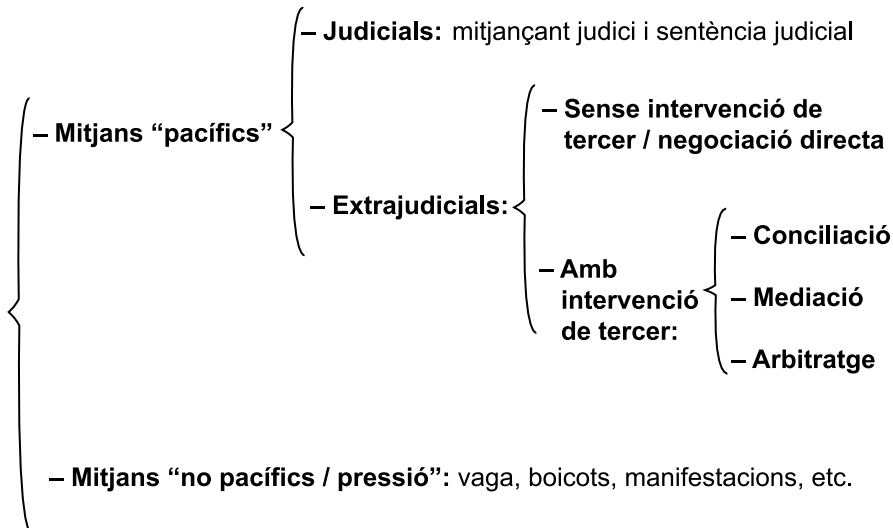 – Judicials: mitjançant judici i sentència judicial
– Mitjans “pacífics”
– Sense intervenció de
tercer / negociació directa
– Extrajudicials:
– Amb
intervenció
de tercer:
– Conciliació
– Mediació
– Arbitratge
– Mitjans “no pacífics / pressió”: vaga, boicots, manifestacions, etc.